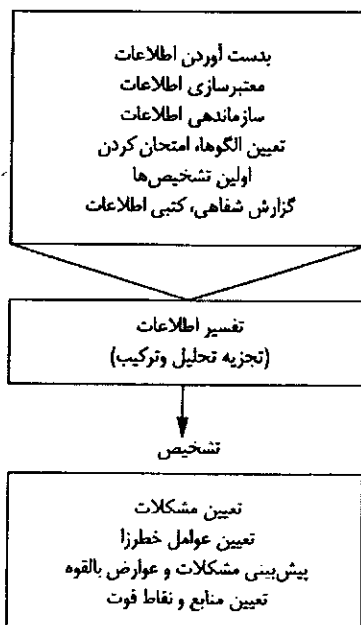 بدست آوردن اطلاعات
معتبرسازی اطلاعات
سازماندهی اطلاعات
تعیین الگوها، امتحان کردن
اولین تشخیص‌ها
گزارش شفاهی، کتبی اطلاعات
تفسیر اطلاعات
(تجزیه تحلیل وترکیب)
تشخیص
تعیین مشکلات
تعیین عوامل خطرزا
پیش‌بینی مشکلات و عوارض بالقوه
تعیین منابع و نقاط فوت